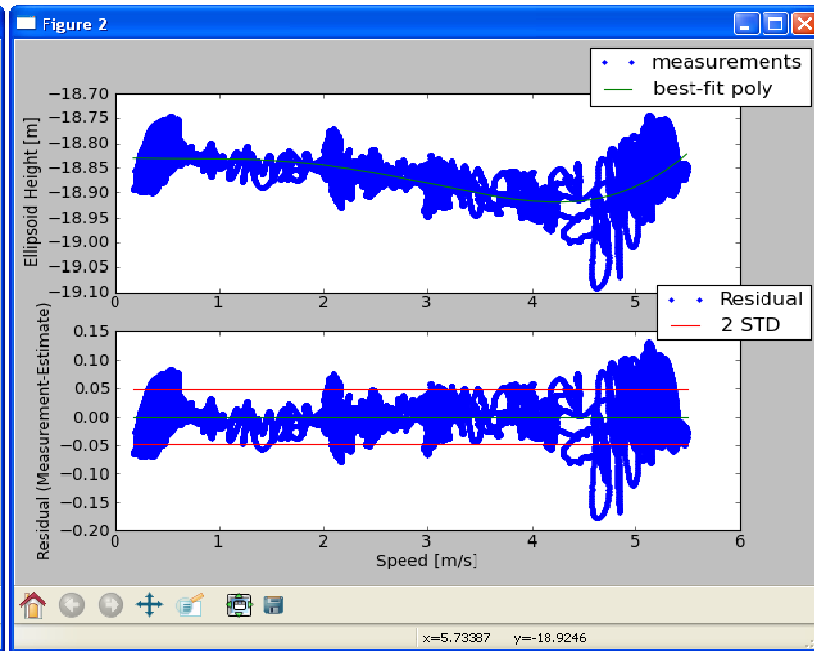 Figure 2
measurements
best-fit poly
−18.70
−18.75
−18.80
−18.85
−18.90
−18.95
−19.00
−19.05
−19.10
Ellipsoid Height [m]
0 1 2 3 4 5
Residual
2 STD
0.15
0.10
0.05
0.00
−0.05
−0.10
−0.15
−0.20
Residual (Measurement-Estimate)
0 1 2 3 4 5 6
Speed [m/s]
x=5.73387 y=-18.9246